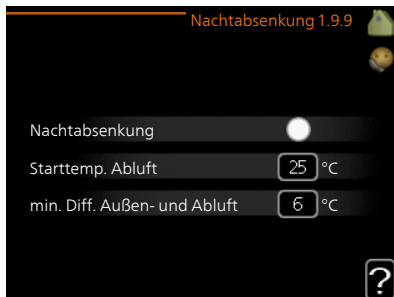 Nachtabsenkung 1.9.9
Nachtabsenkung
Starttemp. Abluft 25 °C
min. Diff. Außen- und Abluft 6 °C
?